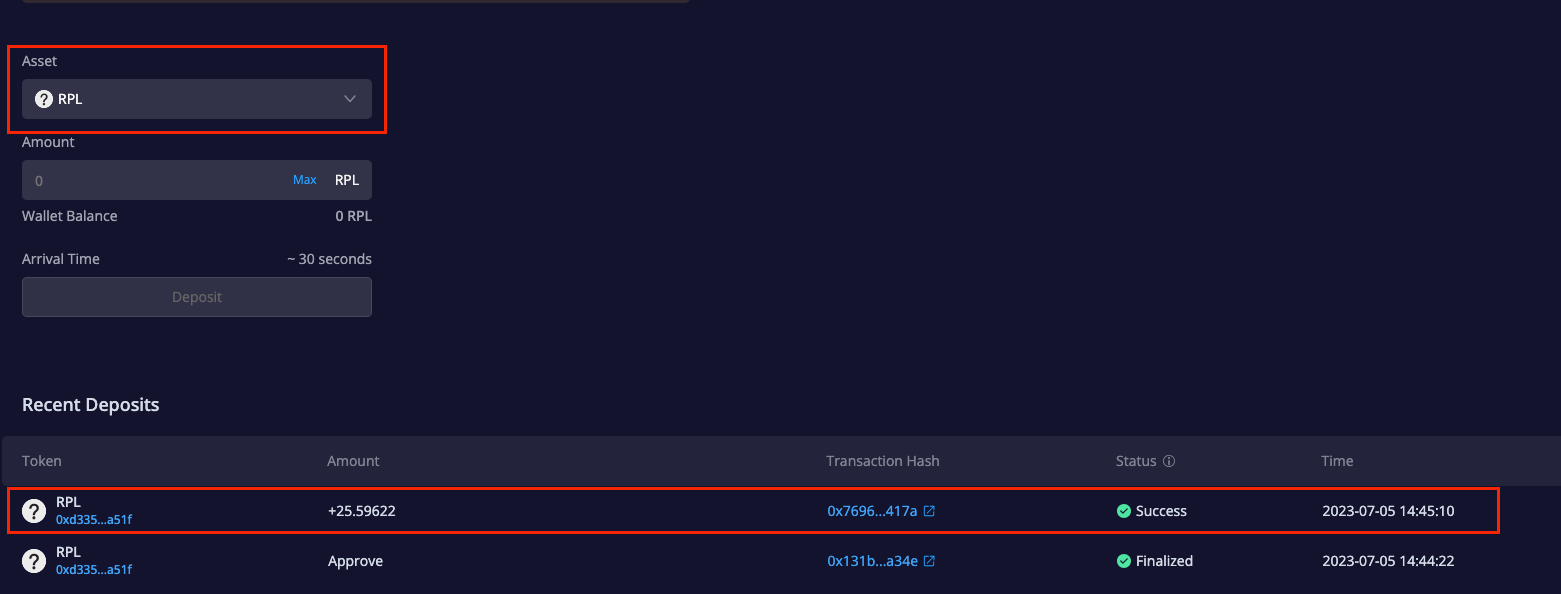 Asset
RPL
Amount
0 Max RPL
Wallet Balance 0 RPL
Arrival Time ~ 30 seconds
Deposit
Recent Deposits
Token Amount Transaction Hash Status Time
RPL
0xd335...a51f +25.59622 0x7696...417a Success 2023-07-05 14:45:10
RPL
0xd335...a51f Approve 0x131b...a34e Finalized 2023-07-05 14:44:22